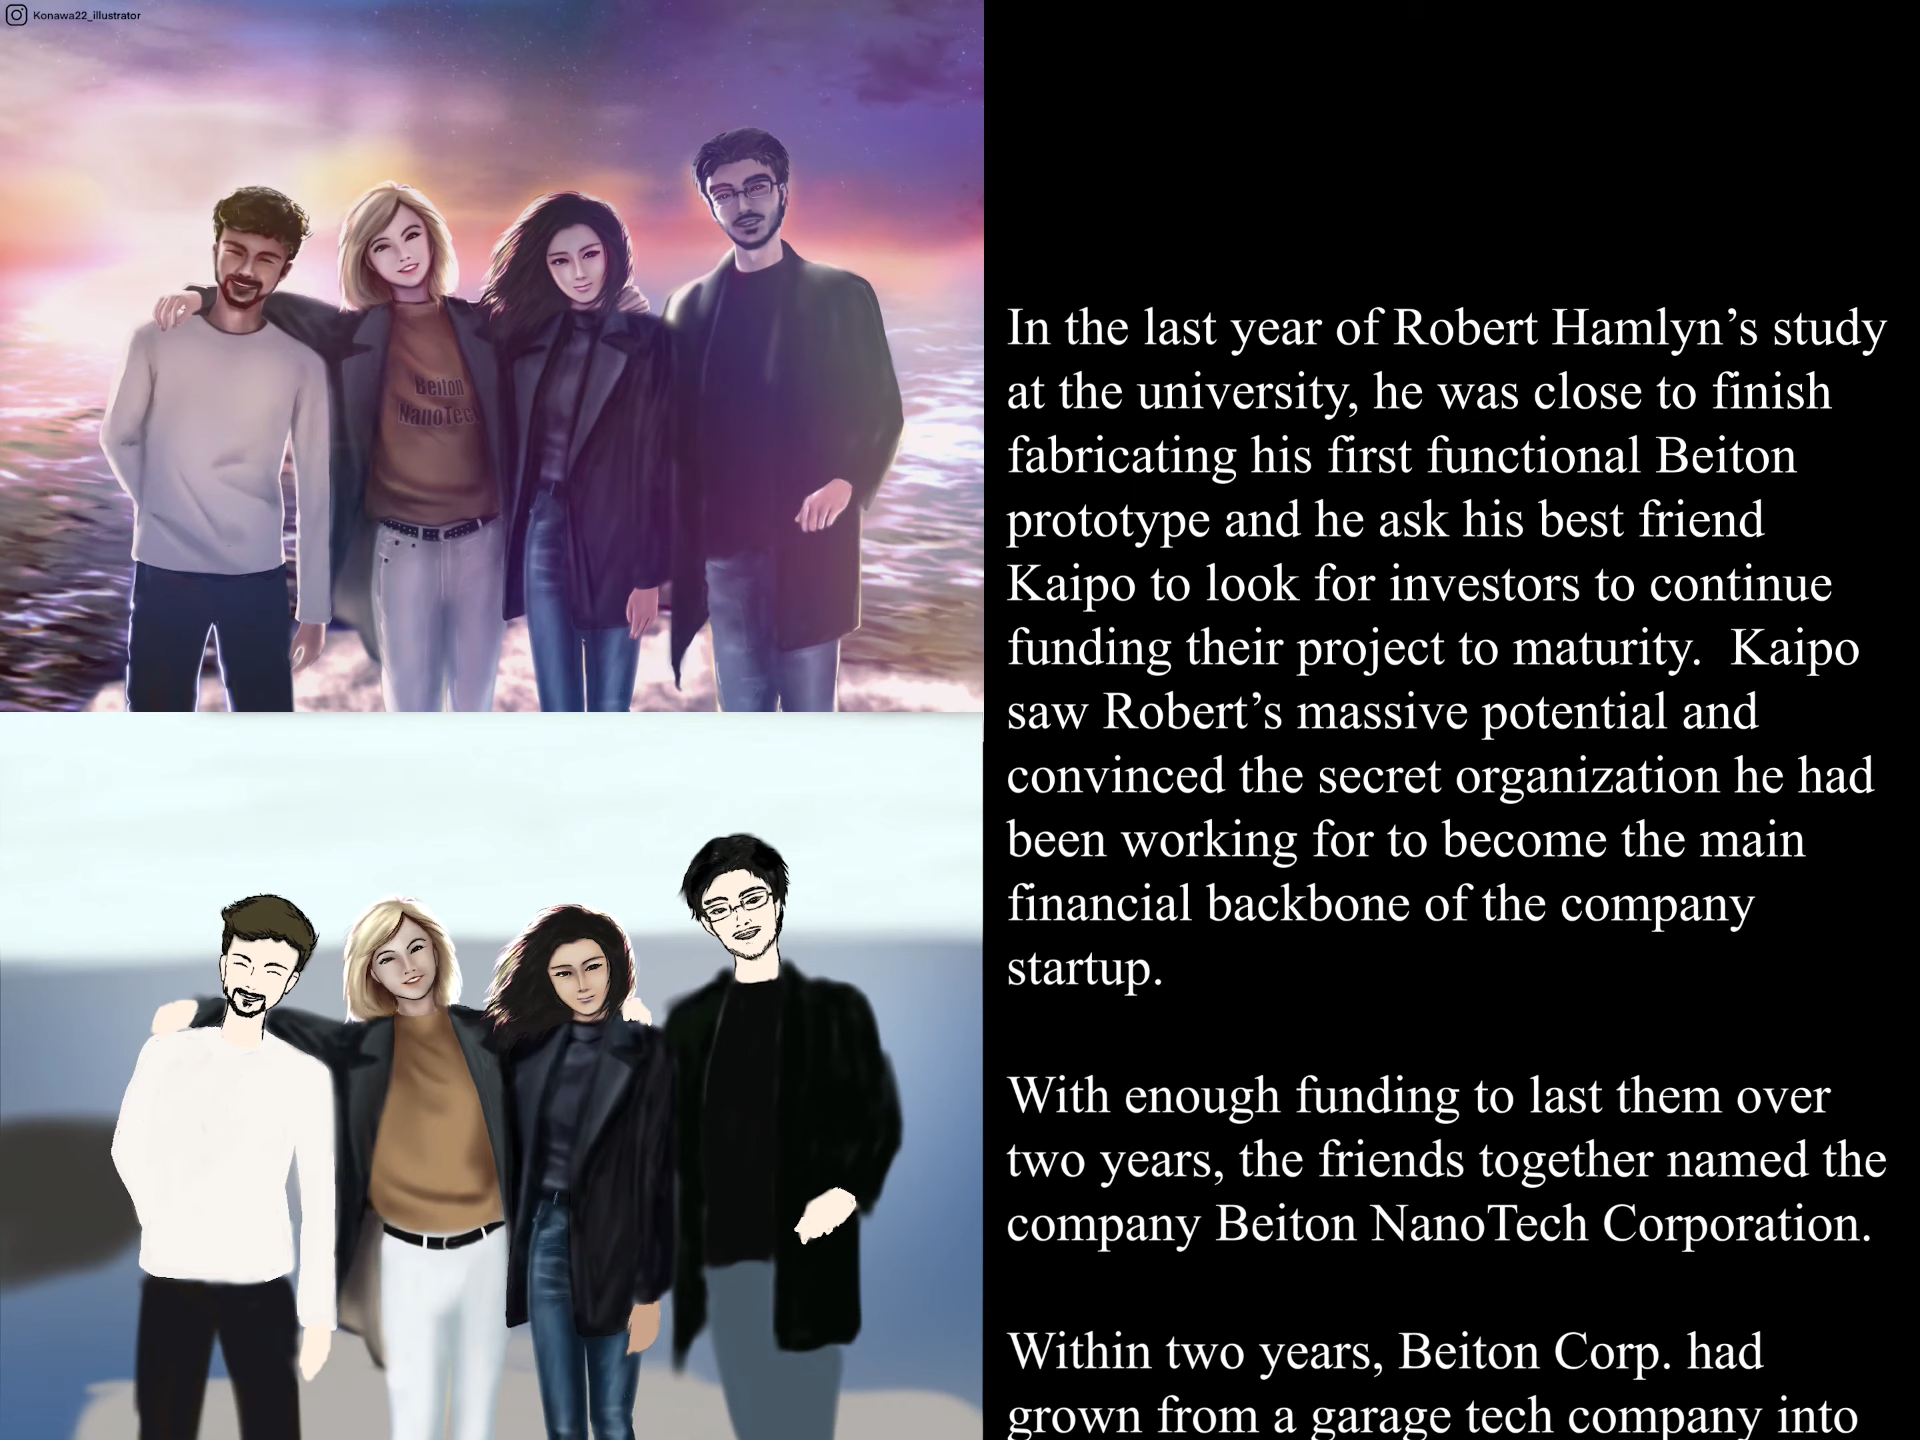 Konawa22_illustrator
Beiton
NanoTec
In the last year of Robert Hamlyn’s study
at the university, he was close to finish
fabricating his first functional Beiton
prototype and he ask his best friend
Kaipo to look for investors to continue
funding their project to maturity.  Kaipo
saw Robert’s massive potential and
convinced the secret organization he had
been working for to become the main
financial backbone of the company
startup.
With enough funding to last them over
two years, the friends together named the
company Beiton NanoTech Corporation.
Within two years, Beiton Corp. had
grown from a garage tech company into